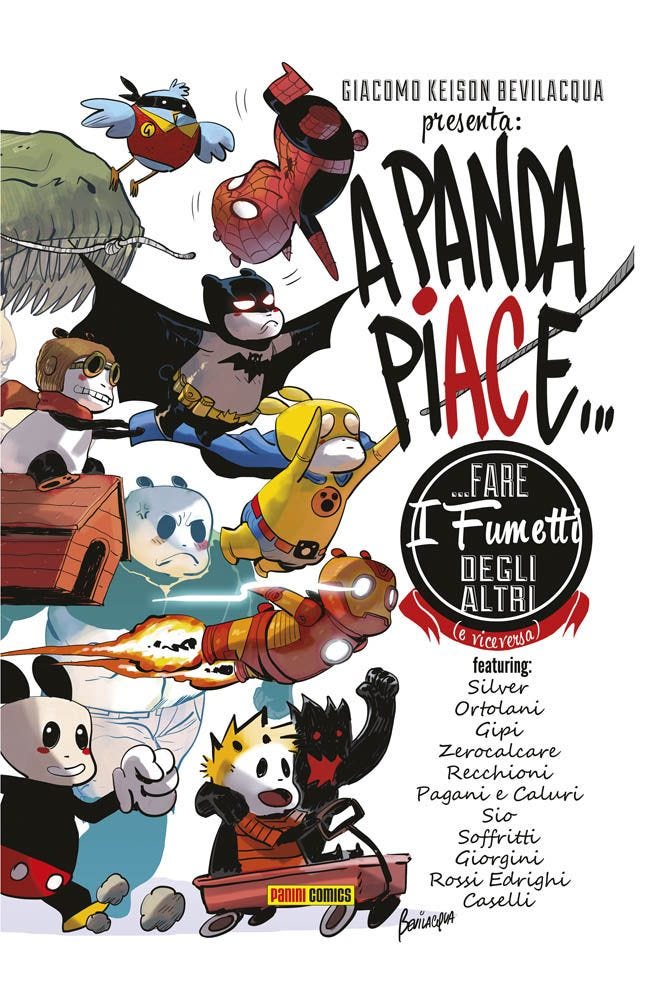 GIACOMO KEISON BEVILACQUA
presenta:
A PANDA
PiACE...
...FARE
I Fumetti
DEGLI
ALTRI
(e viceversa)
featuring:
Silver
Ortolani
Gipi
Zerocalcare
Recchioni
Pagani e Caluri
Sio
Soffritti
Giorgini
Rossi Edrighi
Caselli
PANINI COMICS
BEVILACQUA